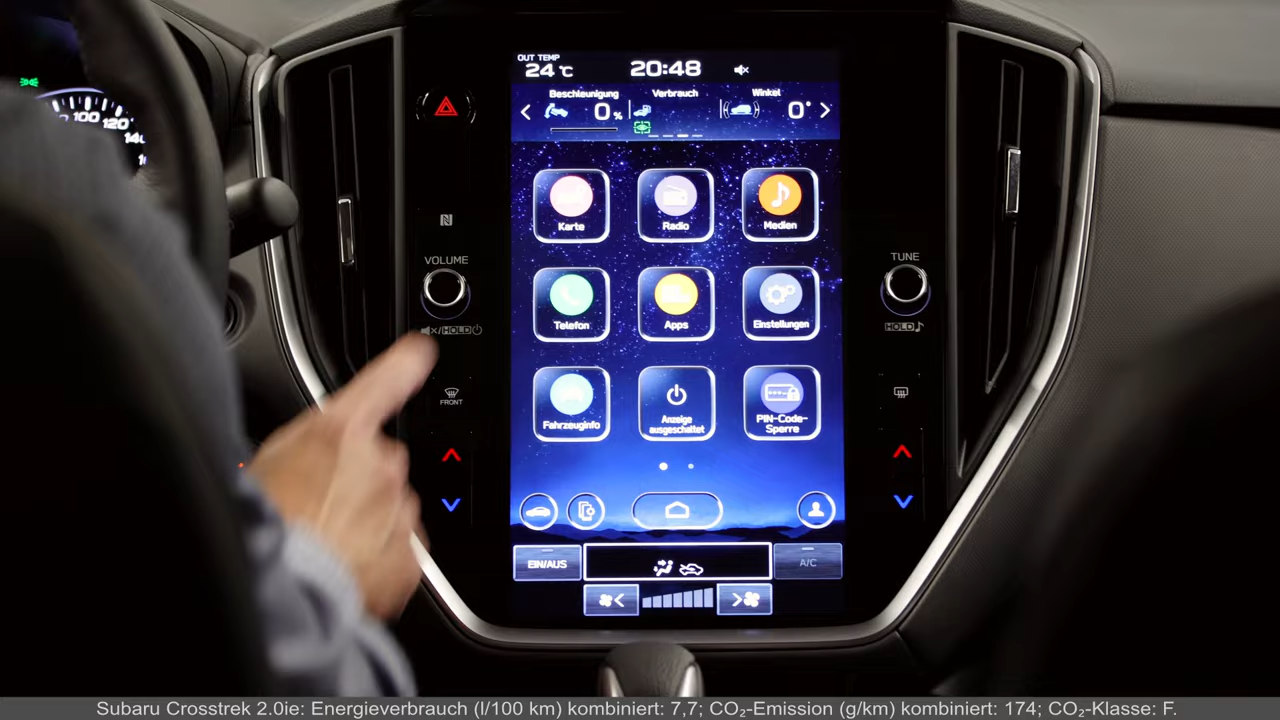 OUT TEMP
24 °C
20:48
Beschleunigung
0 %
Verbrauch
Winkel
0°
100 120
VOLUME
HOLD
FRONT
TUNE
HOLD
Karte
Radio
Medien
Telefon
Apps
Einstellungen
Fahrzeuginfo
Anzeige
ausgeschaltet
PIN-Code-
Sperre
EIN/AUS
A/C
Subaru Crosstrek 2.0ie: Energieverbrauch (l/100 km) kombiniert: 7,7; CO₂-Emission (g/km) kombiniert: 174; CO₂-Klasse: F.